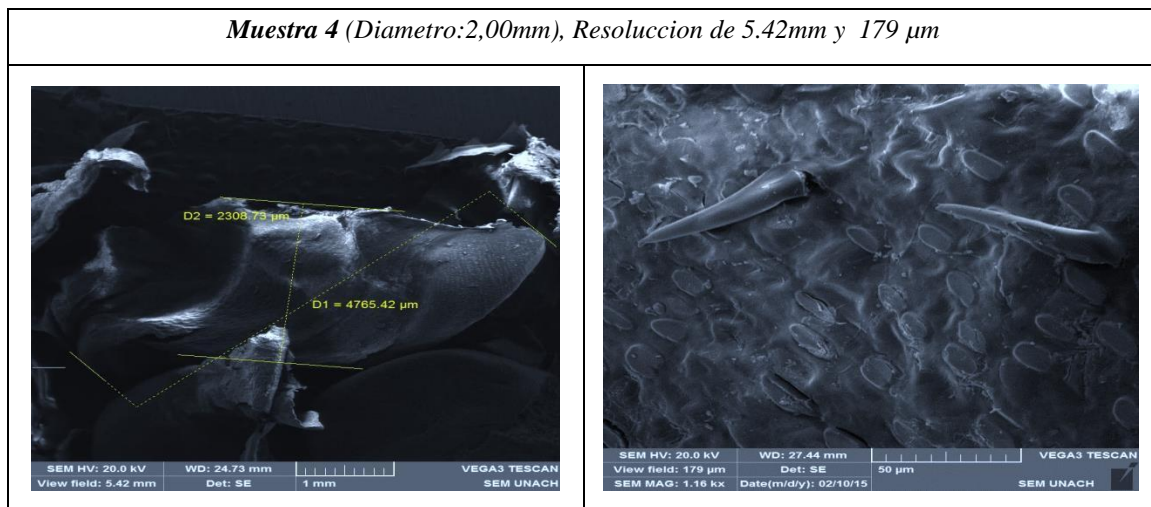 Muestra 4 (Diametro:2,00mm), Resoluccion de 5.42mm y 179 μm
D2 = 2308.73 μm
D1 = 4765.42 μm
SEM HV: 20.0 kV WD: 24.73 mm VEGA3 TESCAN
View field: 5.42 mm Det: SE 1 mm SEM UNACH
SEM HV: 20.0 kV WD: 27.44 mm VEGA3 TESCAN
View field: 179 μm Det: SE 50 μm
SEM MAG: 1.16 kx Date(m/d/y): 02/10/15 SEM UNACH